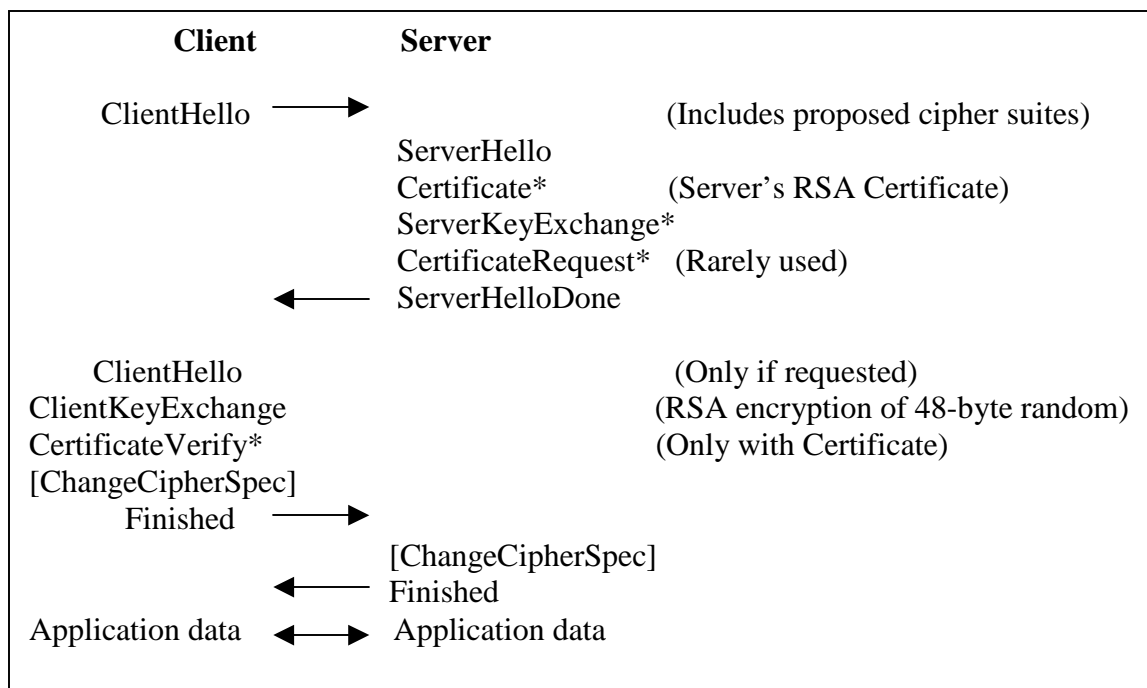 Client Server
ClientHello (Includes proposed cipher suites)
ServerHello
Certificate* (Server's RSA Certificate)
ServerKeyExchange*
CertificateRequest* (Rarely used)
ServerHelloDone
ClientHello (Only if requested)
ClientKeyExchange (RSA encryption of 48-byte random)
CertificateVerify* (Only with Certificate)
[ChangeCipherSpec]
Finished
[ChangeCipherSpec]
Finished
Application data Application data